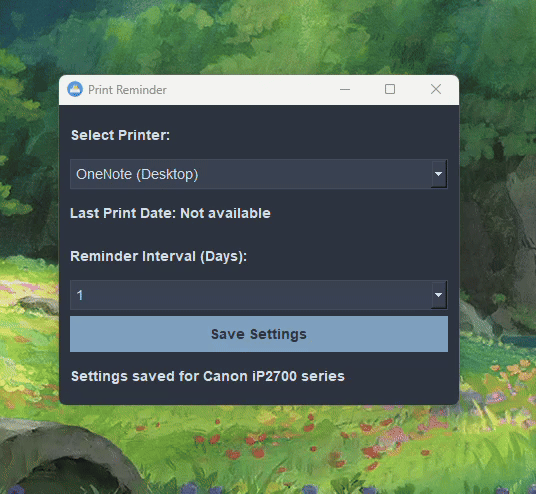 Print Reminder
Select Printer:
OneNote (Desktop)
Last Print Date: Not available
Reminder Interval (Days):
1
Save Settings
Settings saved for Canon iP2700 series